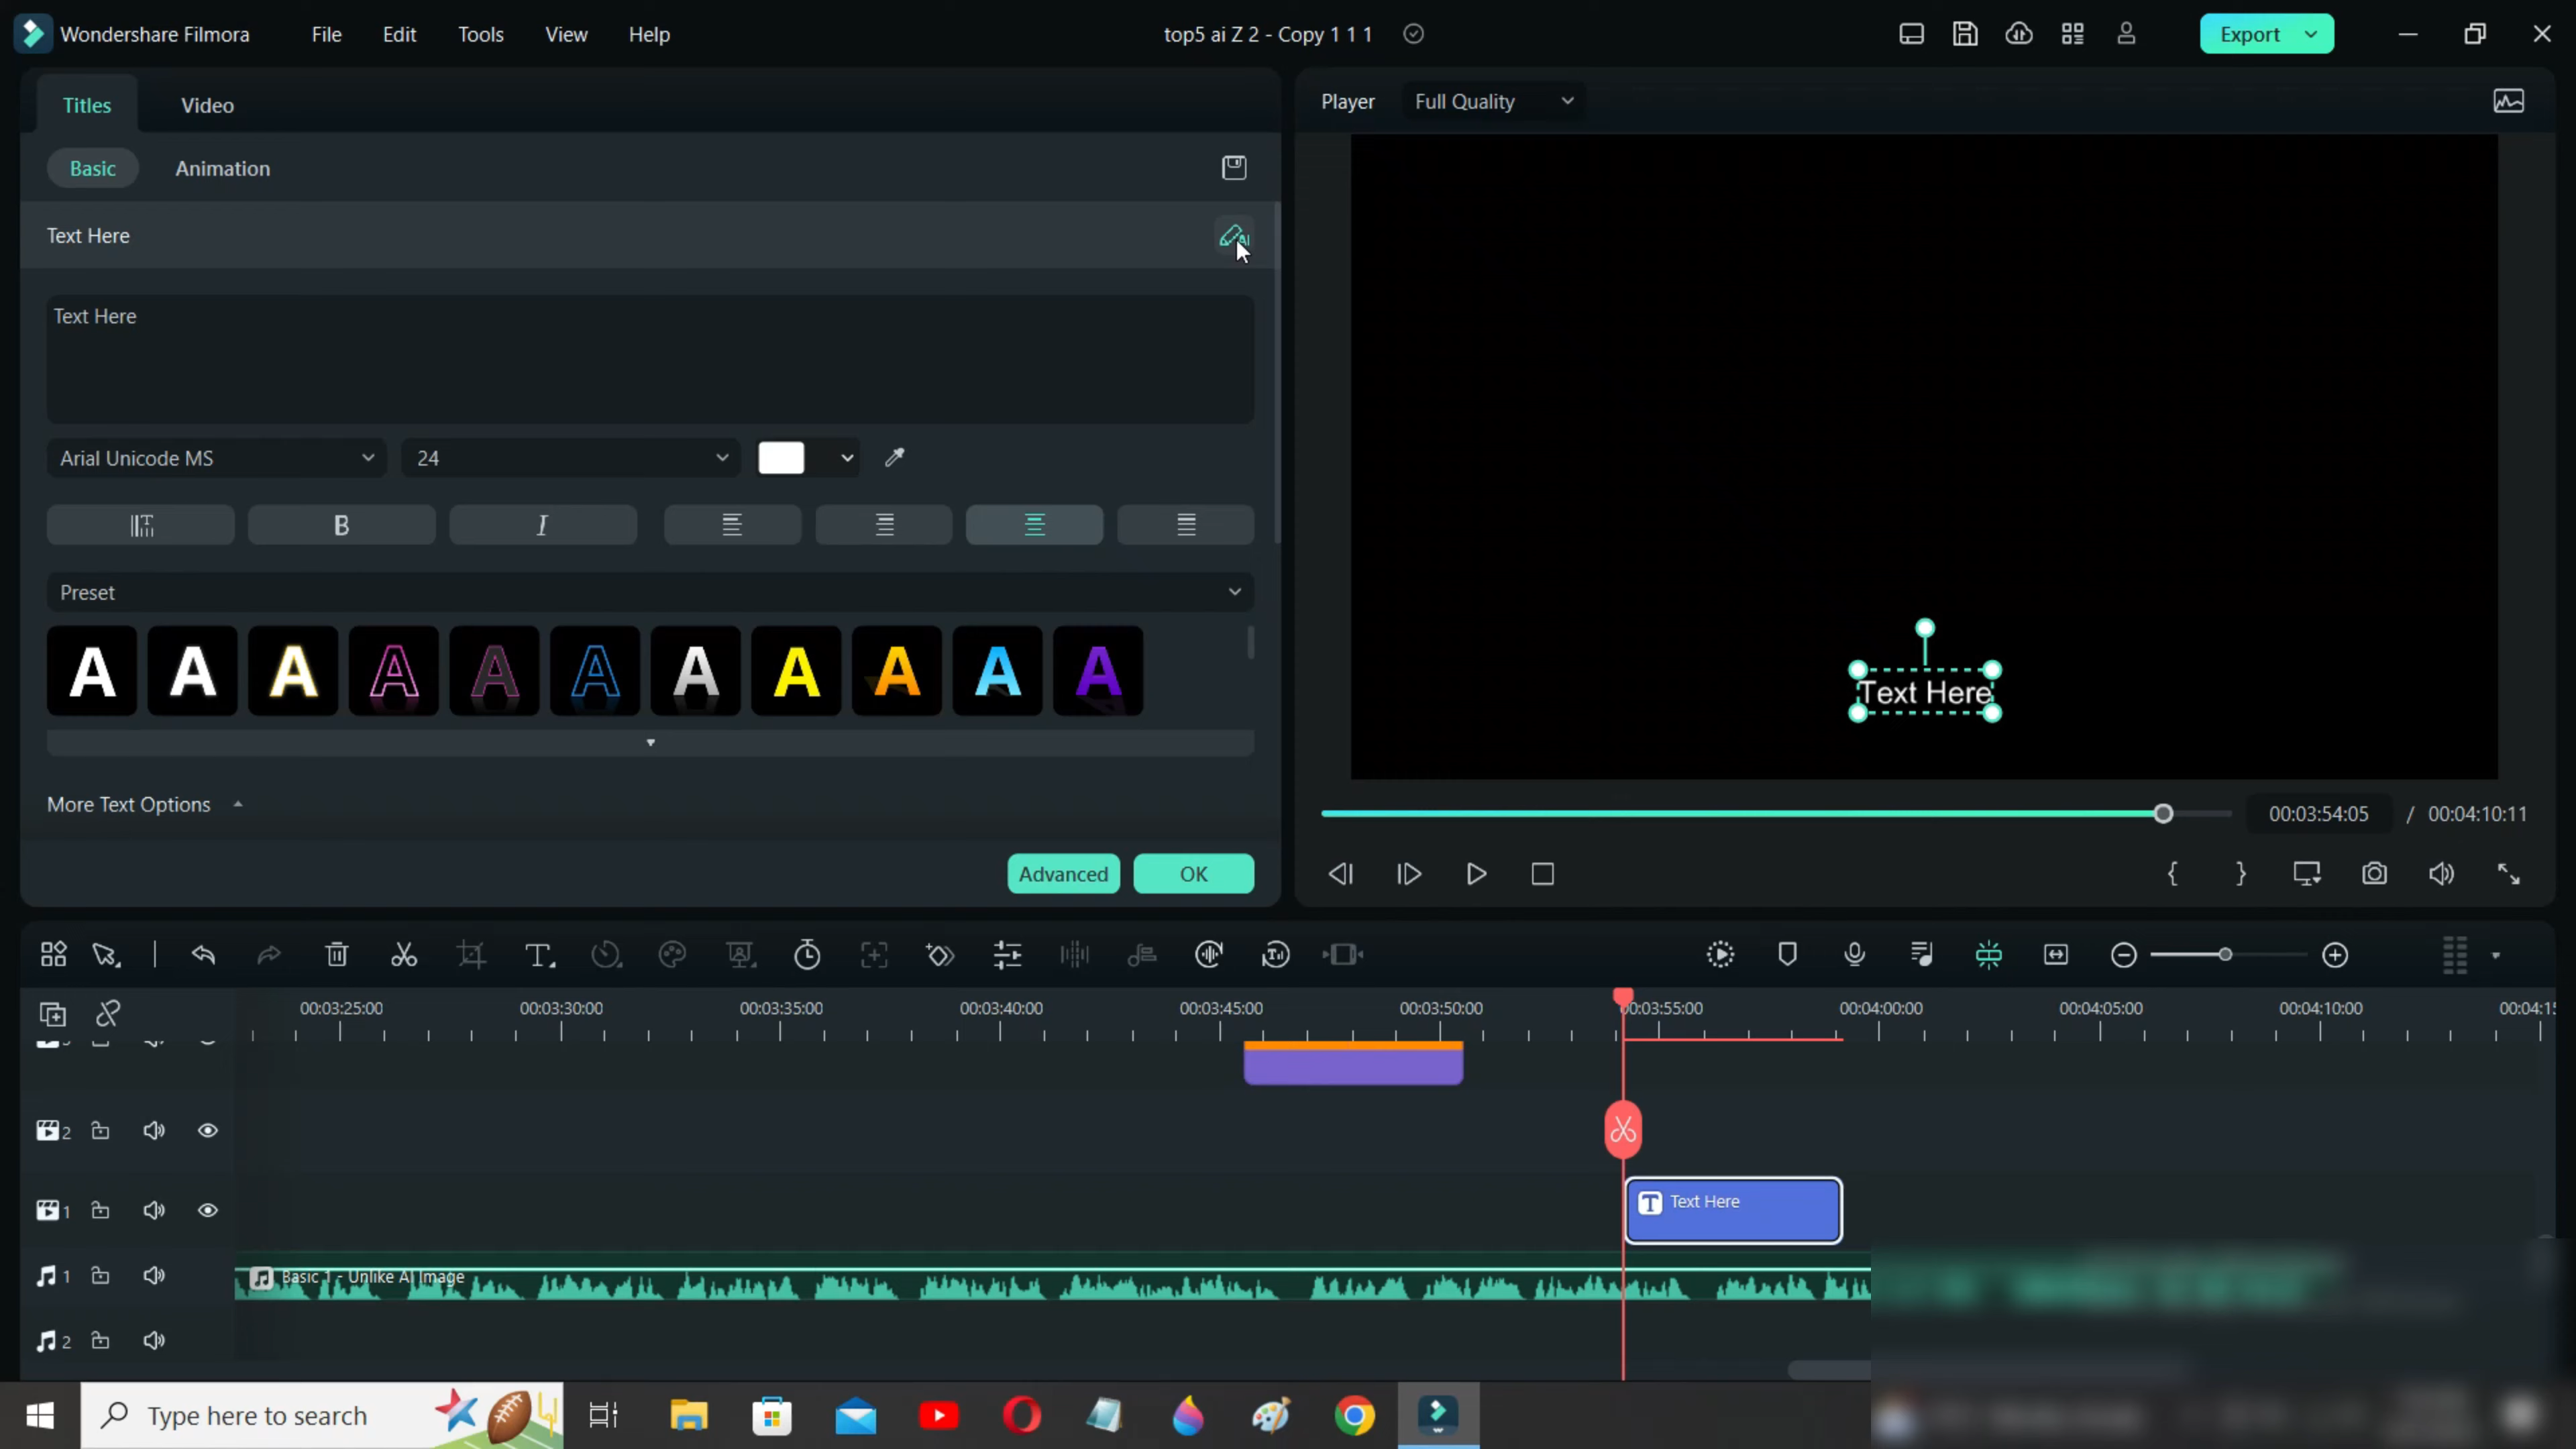 Wondershare Filmora File Edit Tools View Help top5 ai Z 2 - Copy 1 1 1 Export
Titles Video
Player Full Quality
Basic Animation
Text Here
AI
Text Here
Arial Unicode MS 24
B I
Preset
A A A A A A A A A A A
Text Here
More Text Options
00:03:54:05 / 00:04:10:11
Advanced OK
{ }
00:03:25:00 00:03:30:00 00:03:35:00 00:03:40:00 00:03:45:00 00:03:50:00 00:03:55:00 00:04:00:00 00:04:05:00 00:04:10:00 00:04:15
2
1
T Text Here
1
Basic 1 - Unlike AI Image
2
Type here to search